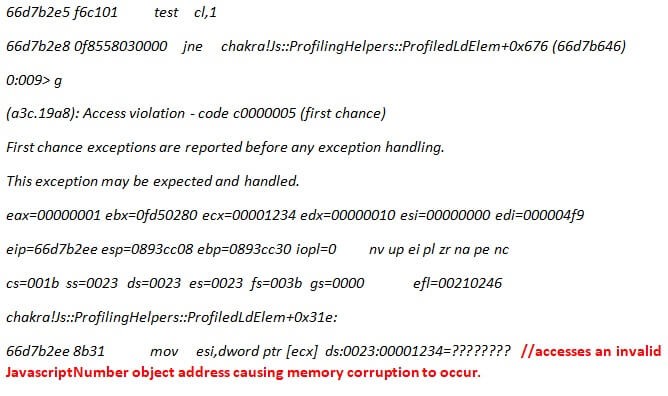 66d7b2e5 f6c101 test cl,1
66d7b2e8 0f8558030000 jne chakra!Js::ProfilingHelpers::ProfiledLdElem+0x676 (66d7b646)
0:009> g
(a3c.19a8): Access violation - code c0000005 (first chance)
First chance exceptions are reported before any exception handling.
This exception may be expected and handled.
eax=00000001 ebx=0fd50280 ecx=00001234 edx=00000010 esi=00000000 edi=000004f9
eip=66d7b2ee esp=0893cc08 ebp=0893cc30 iopl=0 nv up ei pl zr na pe nc
cs=001b ss=0023 ds=0023 es=0023 fs=003b gs=0000 efl=00210246
chakra!Js::ProfilingHelpers::ProfiledLdElem+0x31e:
66d7b2ee 8b31 mov esi,dword ptr [ecx] ds:0023:00001234=???????? //accesses an invalid
JavascriptNumber object address causing memory corruption to occur.